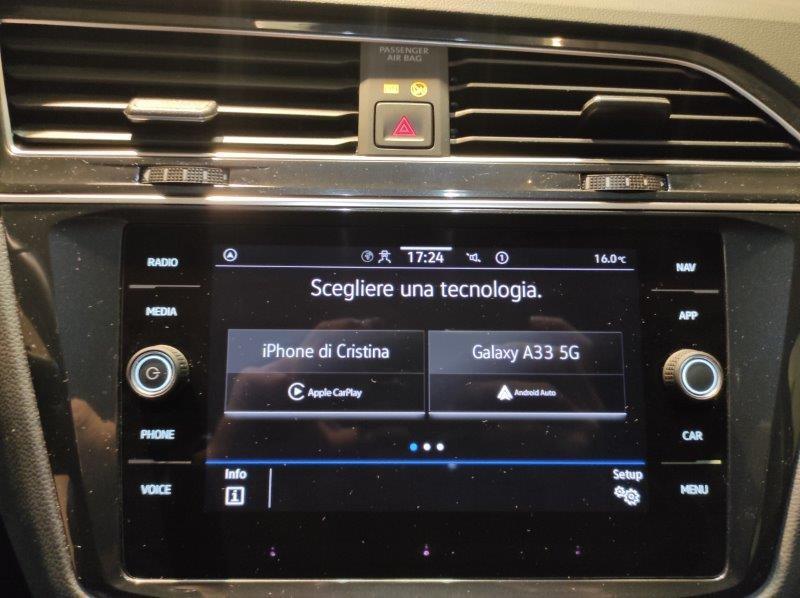 PASSENGER
AIR BAG
RADIO
MEDIA
PHONE
VOICE
17:24
1
16.0℃
Scegliere una tecnologia.
iPhone di Cristina
Apple CarPlay
Galaxy A33 5G
Android Auto
Info
Setup
NAV
APP
CAR
MENU